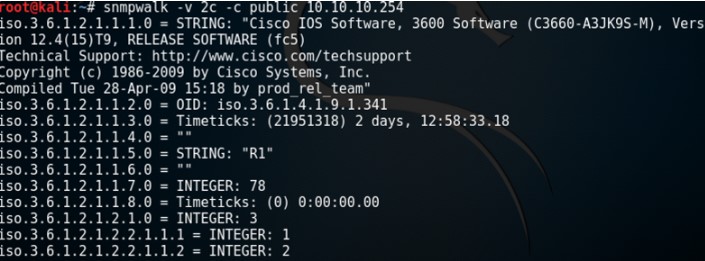 root@kali:~# snmpwalk -v 2c -c public 10.10.10.254
iso.3.6.1.2.1.1.1.0 = STRING: "Cisco IOS Software, 3600 Software (C3660-A3JK9S-M), Vers
ion 12.4(15)T9, RELEASE SOFTWARE (fc5)
Technical Support: http://www.cisco.com/techsupport
Copyright (c) 1986-2009 by Cisco Systems, Inc.
Compiled Tue 28-Apr-09 15:18 by prod_rel_team"
iso.3.6.1.2.1.1.2.0 = OID: iso.3.6.1.4.1.9.1.341
iso.3.6.1.2.1.1.3.0 = Timeticks: (21951318) 2 days, 12:58:33.18
iso.3.6.1.2.1.1.4.0 = ""
iso.3.6.1.2.1.1.5.0 = STRING: "R1"
iso.3.6.1.2.1.1.6.0 = ""
iso.3.6.1.2.1.1.7.0 = INTEGER: 78
iso.3.6.1.2.1.1.8.0 = Timeticks: (0) 0:00:00.00
iso.3.6.1.2.1.2.1.0 = INTEGER: 3
iso.3.6.1.2.1.2.2.1.1.1 = INTEGER: 1
iso.3.6.1.2.1.2.2.1.1.2 = INTEGER: 2